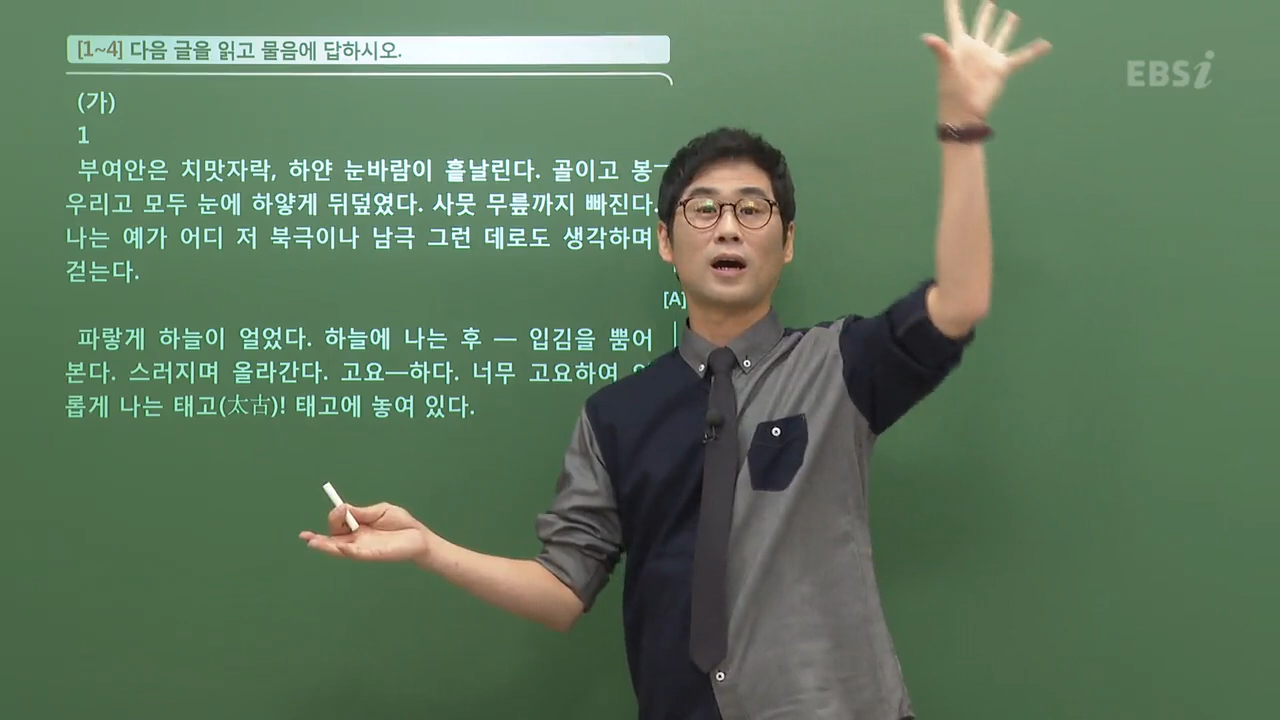 [1~4] 다음 글을 읽고 물음에 답하시오.
EBSi
(가)
1
부여안은 치맛자락, 하얀 눈바람이 흩날린다. 골이고 봉
우리고 모두 눈에 하얗게 뒤덮였다. 사뭇 무릎까지 빠진다.
나는 예가 어디 저 북극이나 남극 그런 데로도 생각하며
걷는다.
[A]
파랗게 하늘이 얼었다. 하늘에 나는 후 — 입김을 뿜어
본다. 스러지며 올라간다. 고요—하다. 너무 고요하여
롭게 나는 태고(太古)! 태고에 놓여 있다.